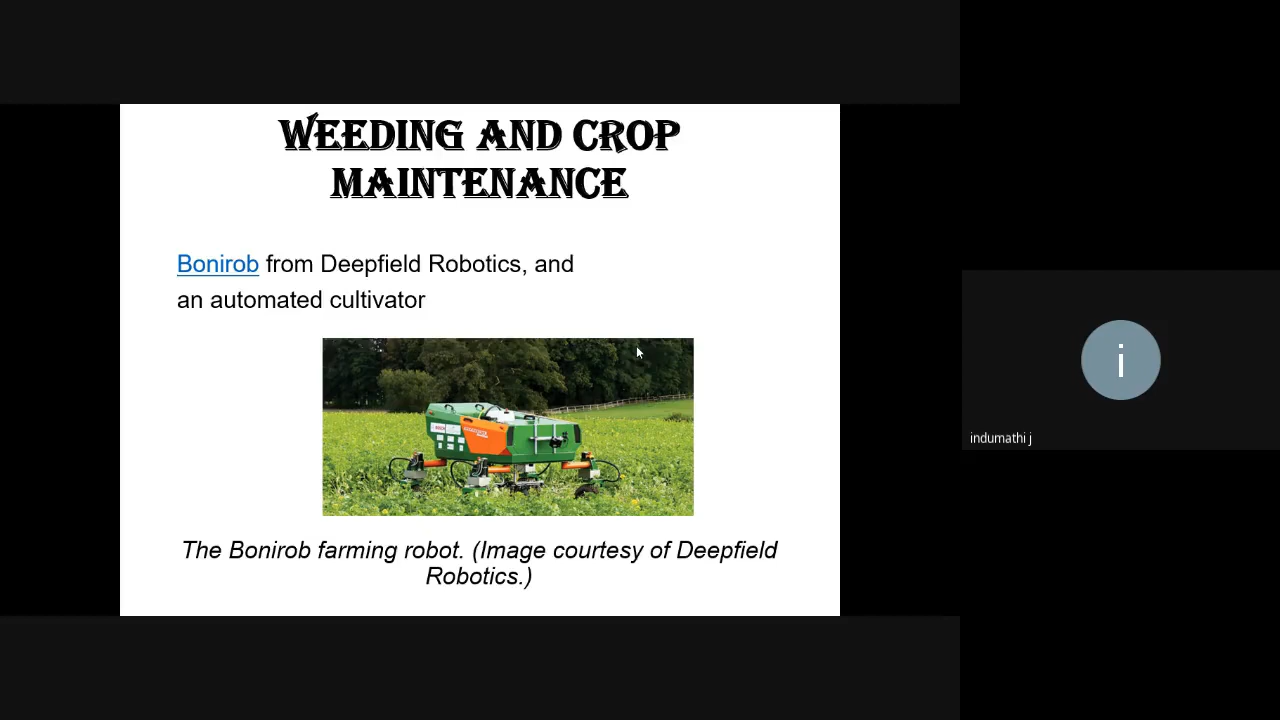 WEEDING AND CROP
MAINTENANCE
Bonirob from Deepfield Robotics, and
an automated cultivator
The Bonirob farming robot. (Image courtesy of Deepfield
Robotics.)
i
indumathi j